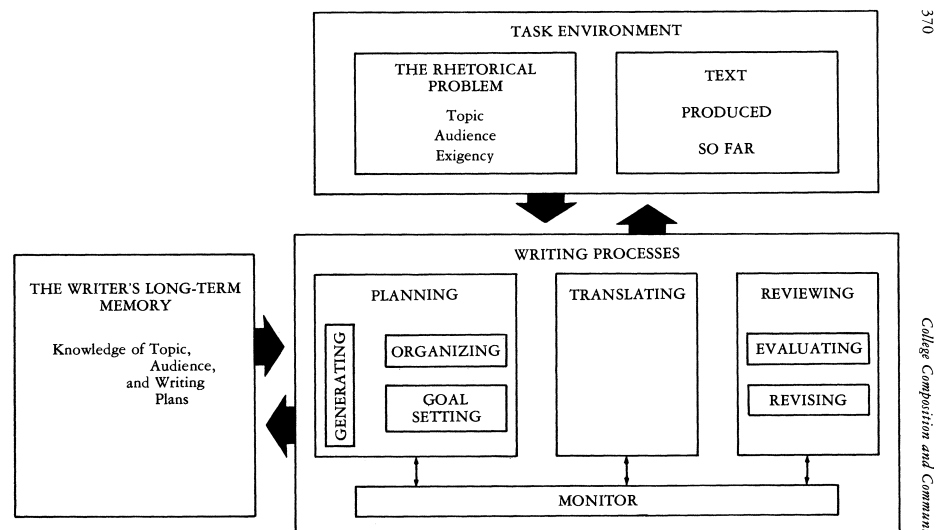 370
TASK ENVIRONMENT
THE RHETORICAL
PROBLEM
Topic
Audience
Exigency
TEXT
PRODUCED
SO FAR
THE WRITER'S LONG-TERM
MEMORY
Knowledge of Topic,
Audience,
and Writing
Plans
WRITING PROCESSES
PLANNING
GENERATING
ORGANIZING
GOAL
SETTING
TRANSLATING
REVIEWING
EVALUATING
REVISING
MONITOR
College Composition and Commun